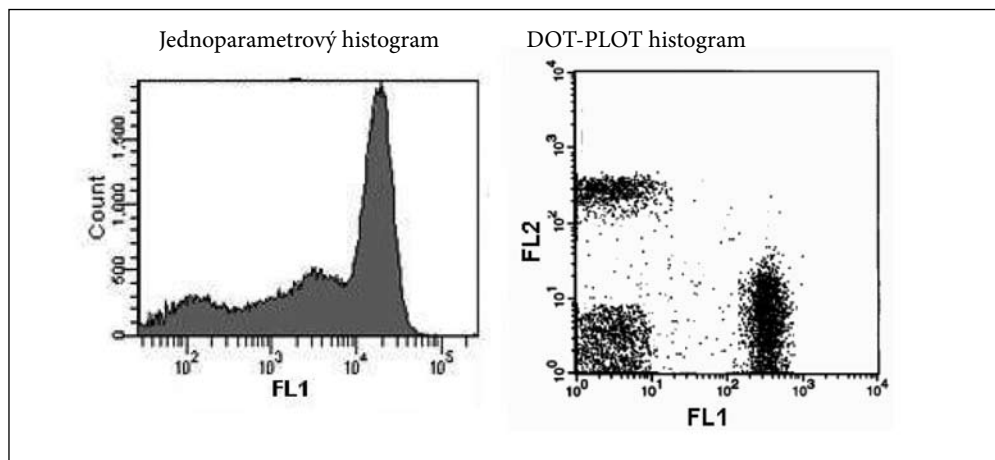 Jednoparametrový histogram
DOT-PLOT histogram
Count
1,500
1,000
500
0
10² 10³ 10⁴ 10⁵
FL1
FL2
10⁴
10³
10²
10¹
10⁰
10⁰ 10¹ 10² 10³ 10⁴
FL1